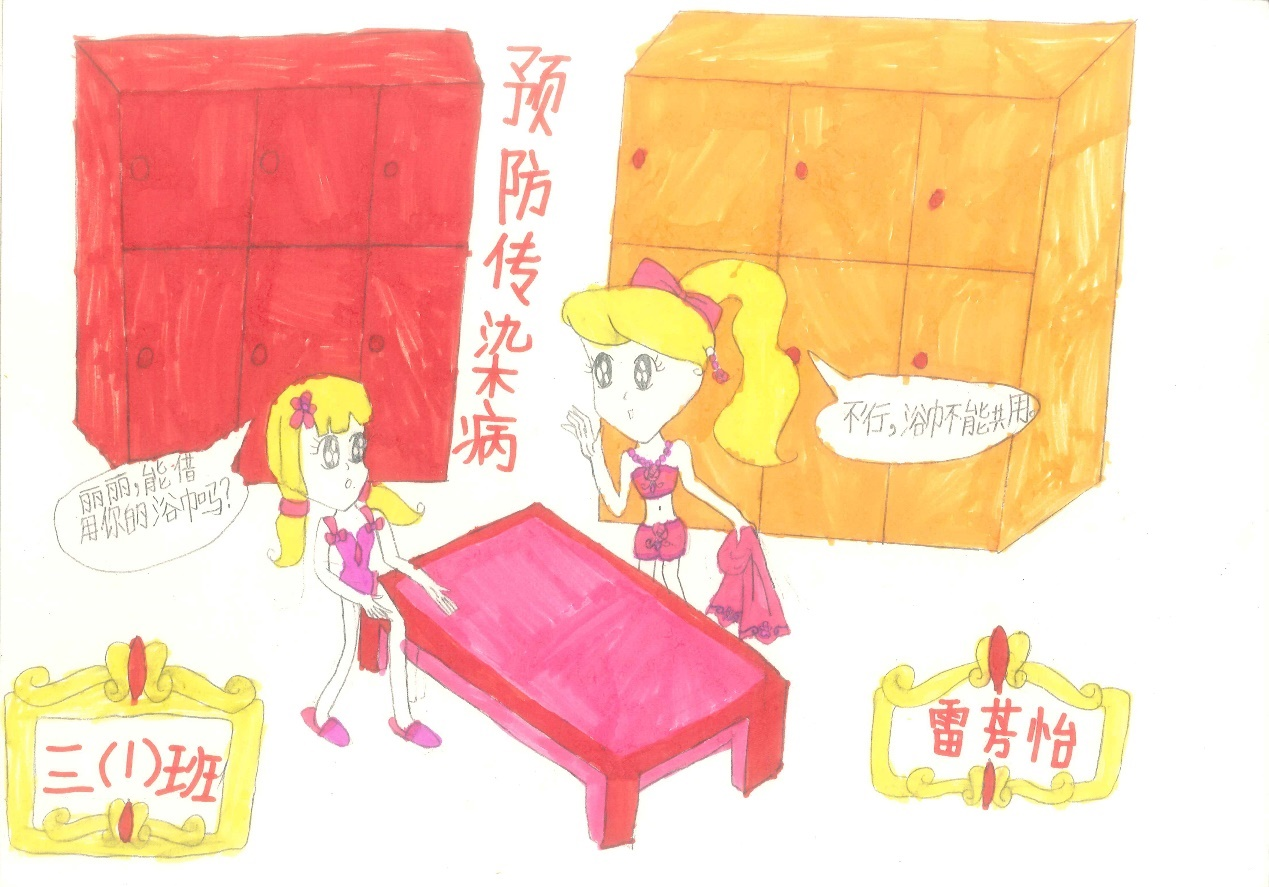 预防传染病
丽丽，能借
用你的浴巾吗？
不行，浴巾不能共用。
三（1）班
雷芳怡